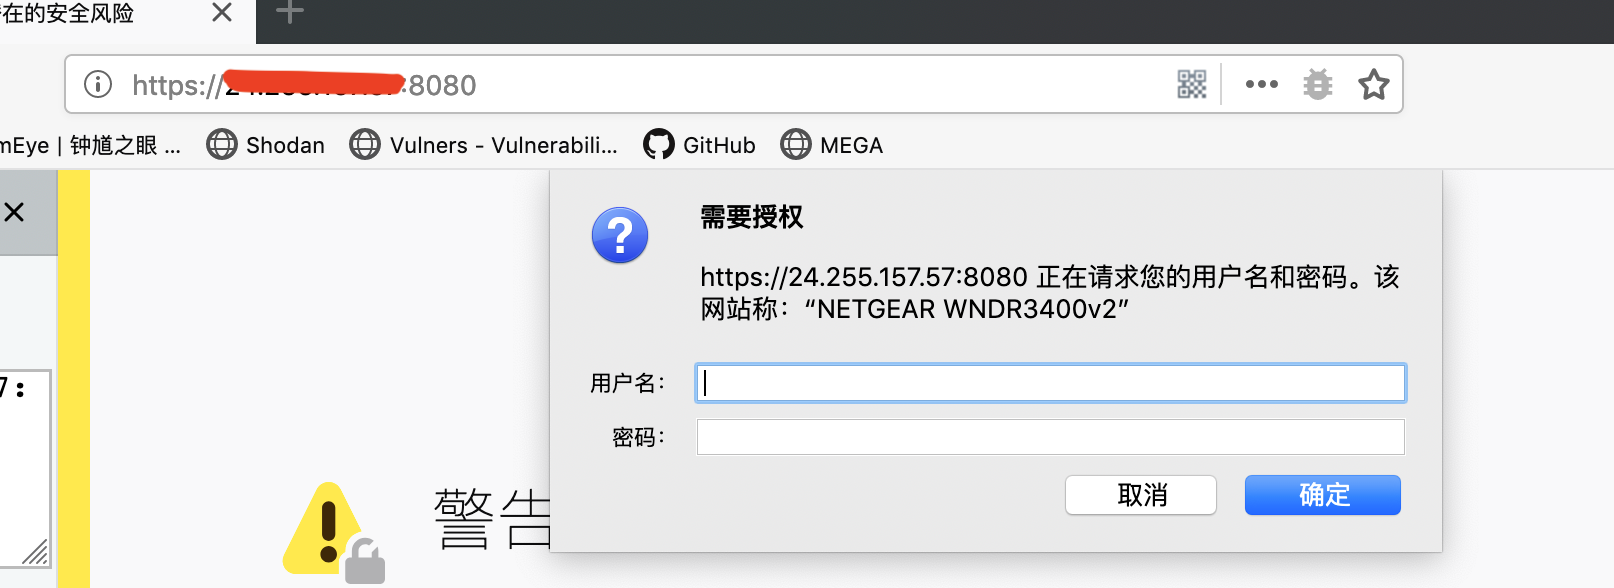 在的安全风险
https://
:8080
mEye | 钟馗之眼 ...
Shodan
Vulners - Vulnerabili...
GitHub
MEGA
需要授权
https://24.255.157.57:8080 正在请求您的用户名和密码。该
网站称：“NETGEAR WNDR3400v2”
7:
用户名：
密码：
取消
确定
警告